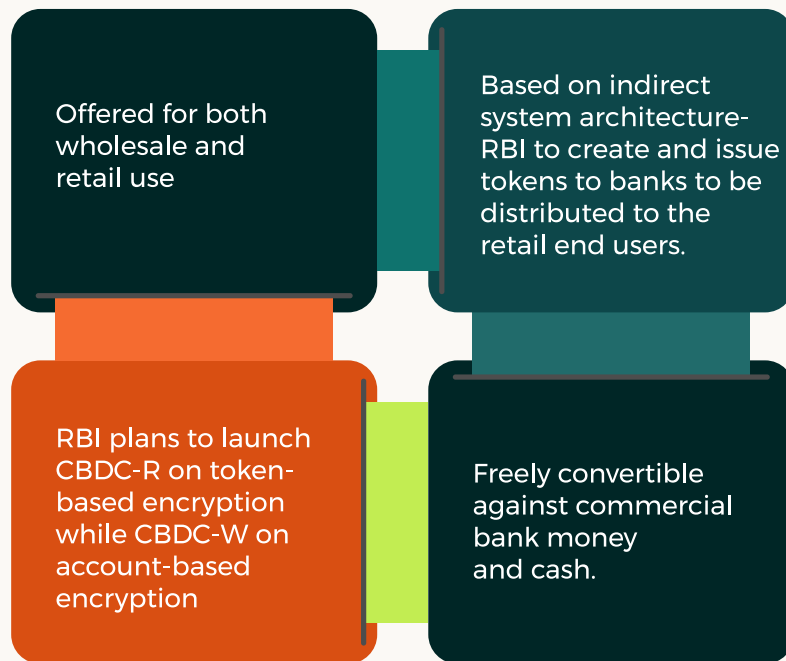 Offered for both
wholesale and
retail use
Based on indirect
system architecture-
RBI to create and issue
tokens to banks to be
distributed to the
retail end users.
RBI plans to launch
CBDC-R on token-
based encryption
while CBDC-W on
account-based
encryption
Freely convertible
against commercial
bank money
and cash.